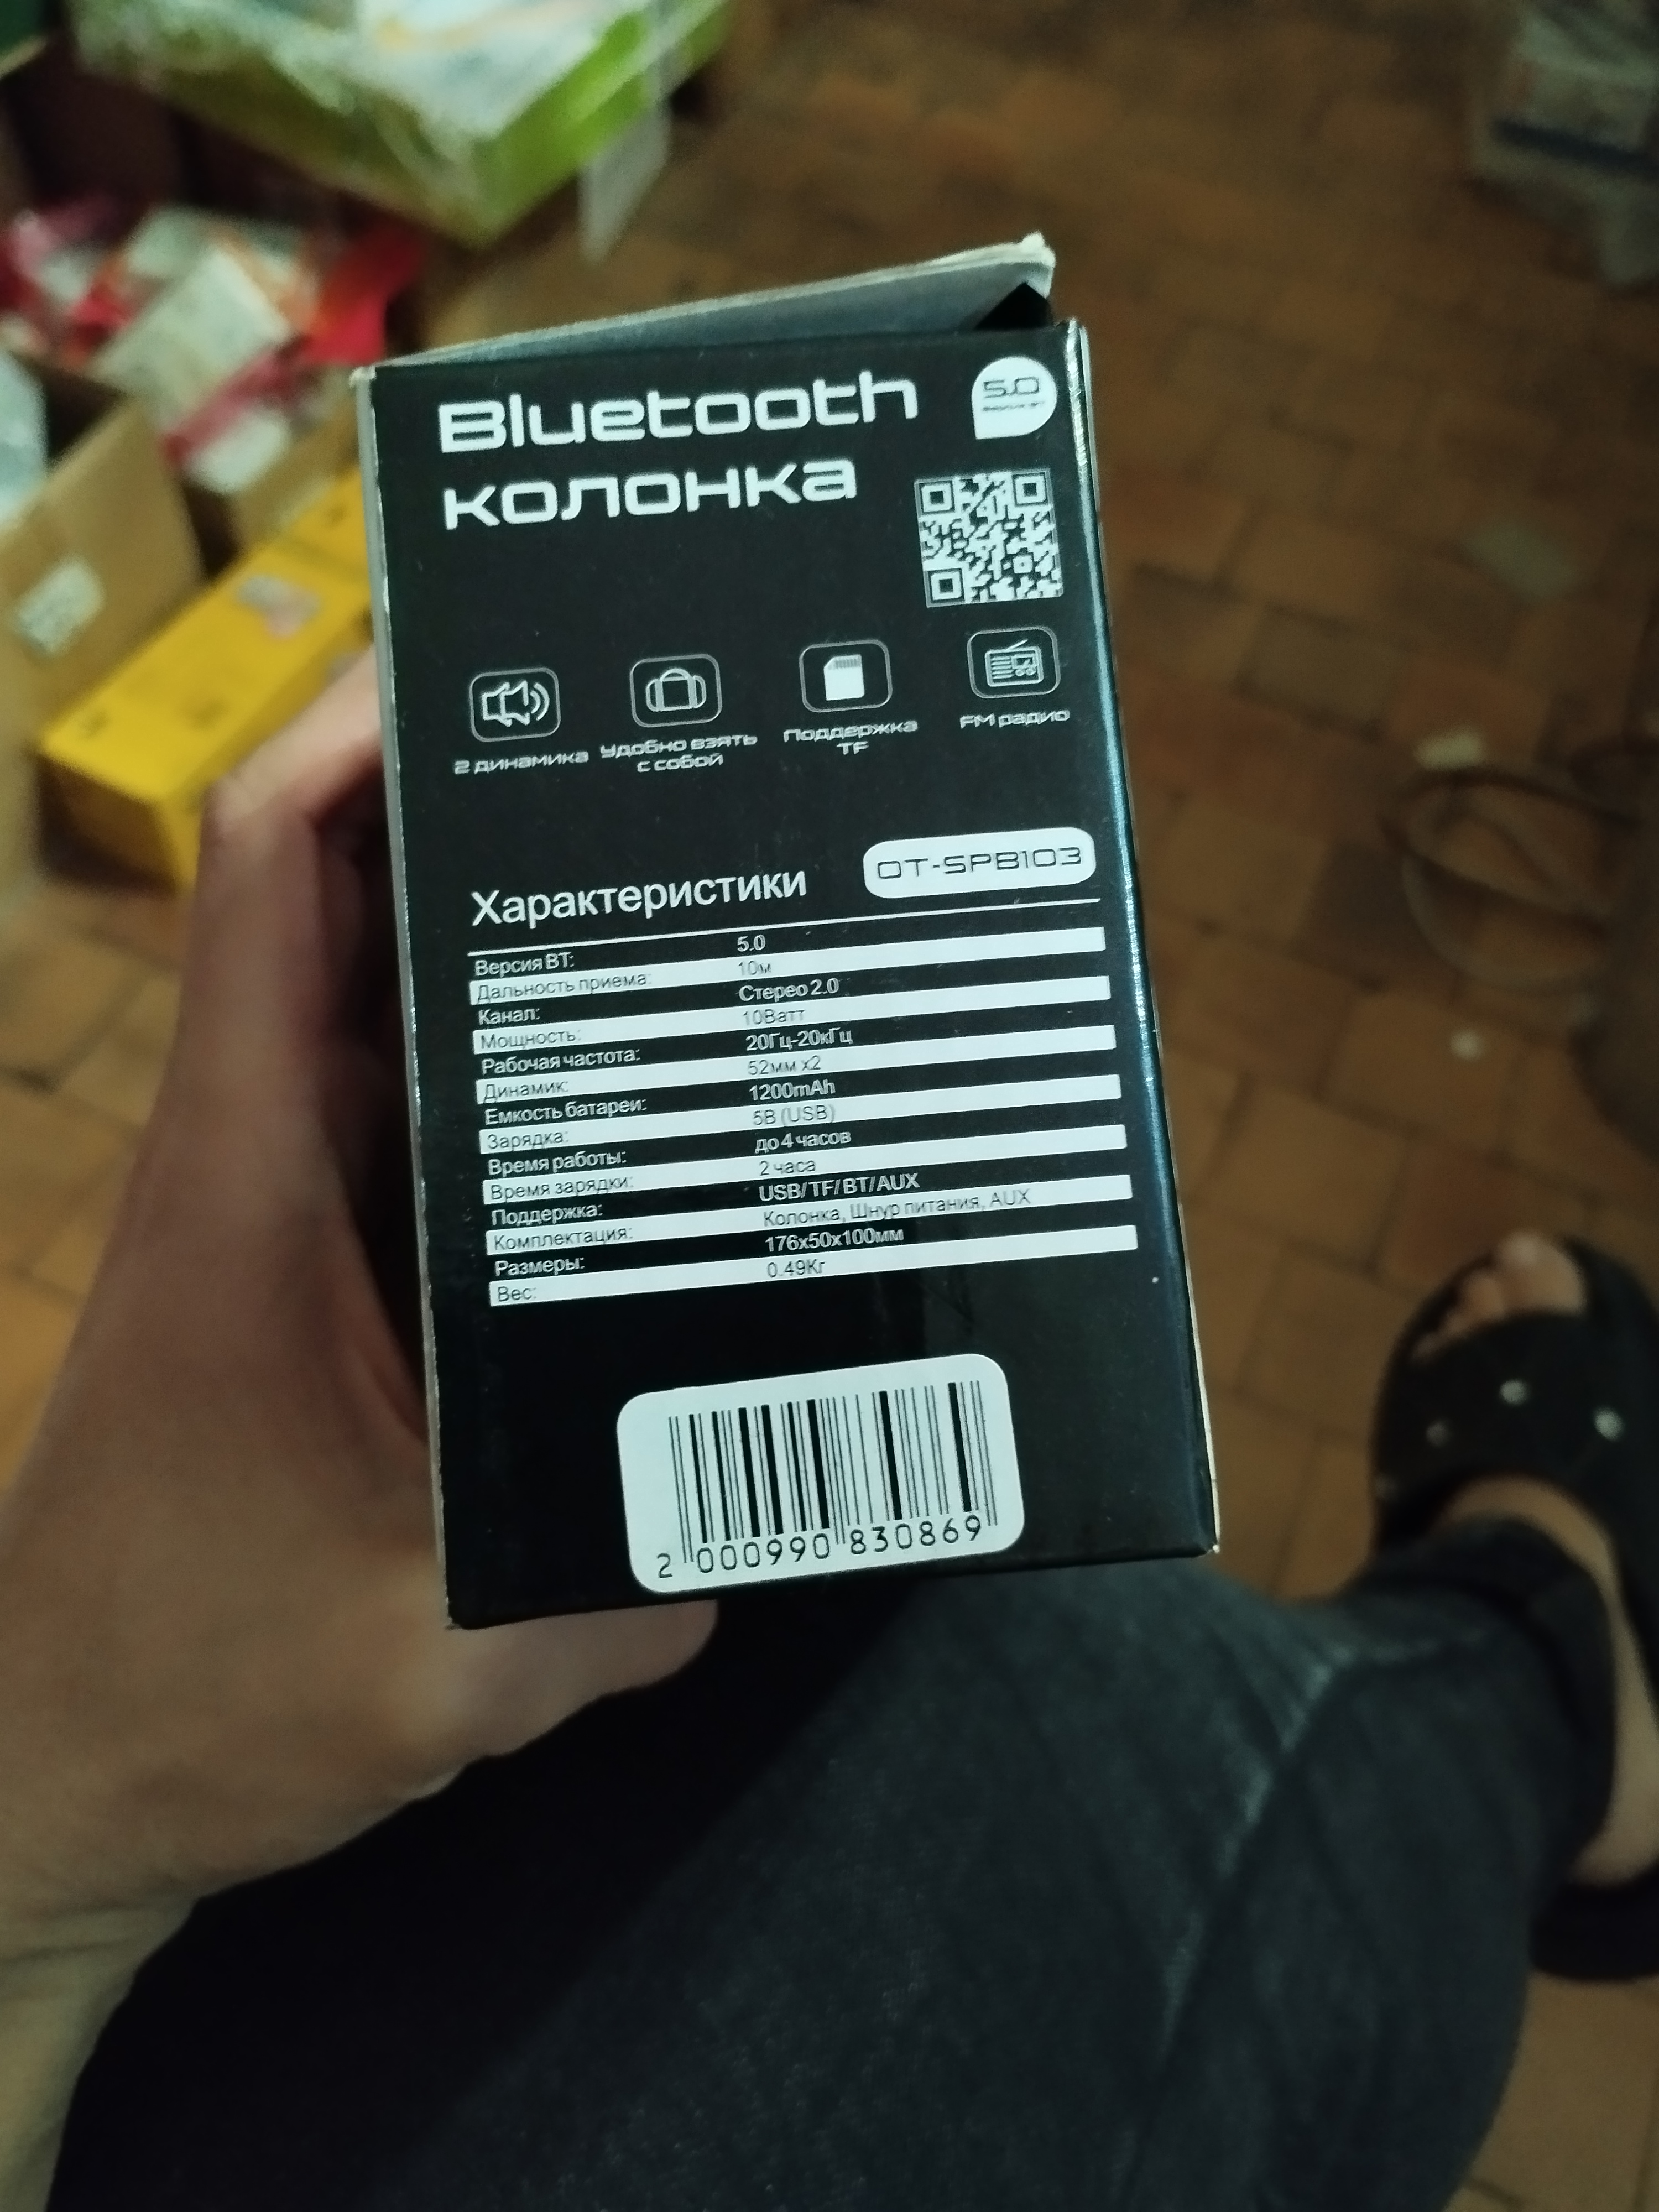 Bluetooth
колонка
5.0
2 динамика
Удобно взять
с собой
Поддержка
TF
FM радио
Характеристики
OT-SPB103
Версия BT: 5.0
Дальность приема: 10м
Канал: Стерео 2.0
Мощность: 10Ватт
Рабочая частота: 20Гц-20кГц
Динамик: 52мм x2
Емкость батареи: 1200mAh
Зарядка: 5В (USB)
Время работы: до 4 часов
Время зарядки: 2 часа
Поддержка: USB/TF/BT/AUX
Комплектация: Колонка, Шнур питания, AUX
Размеры: 176x50x100мм
Вес: 0.49Кг
2 000990 830869